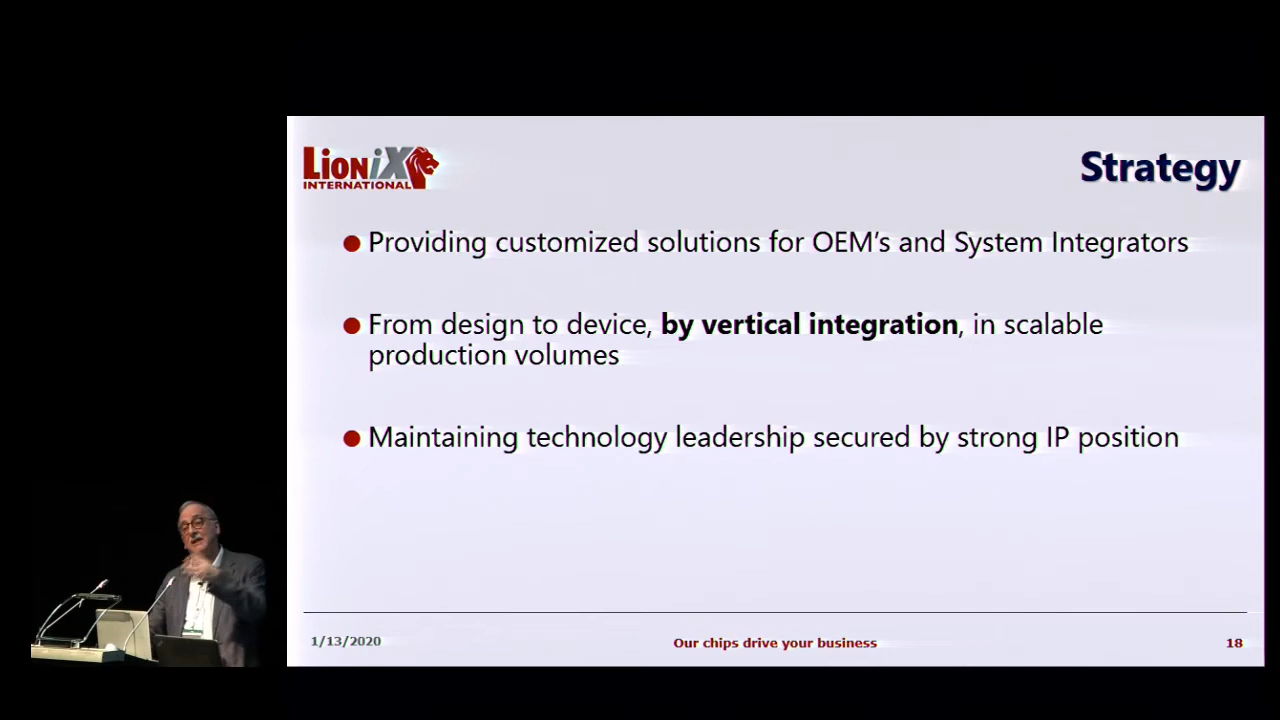 LioniX
INTERNATIONAL
Strategy
Providing customized solutions for OEM's and System Integrators
From design to device, by vertical integration, in scalable
production volumes
Maintaining technology leadership secured by strong IP position
1/13/2020
Our chips drive your business
18